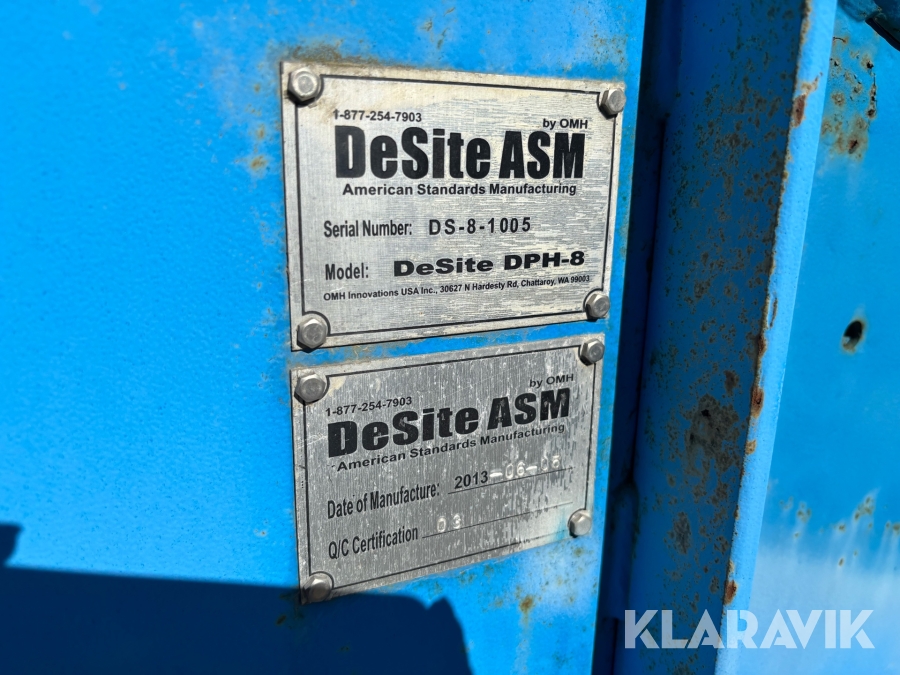 1-877-254-7903
by OMH
DeSite ASM
American Standards Manufacturing
Serial Number: DS-8-1005
Model: DeSite DPH-8
OMH Innovations USA Inc., 30627 N Hardesty Rd, Chattaroy, WA 99003
by OMH
1-877-254-7903
DeSite ASM
American Standards Manufacturing
Date of Manufacture: 2013-06-
Q/C Certification 03
KLARAVIK